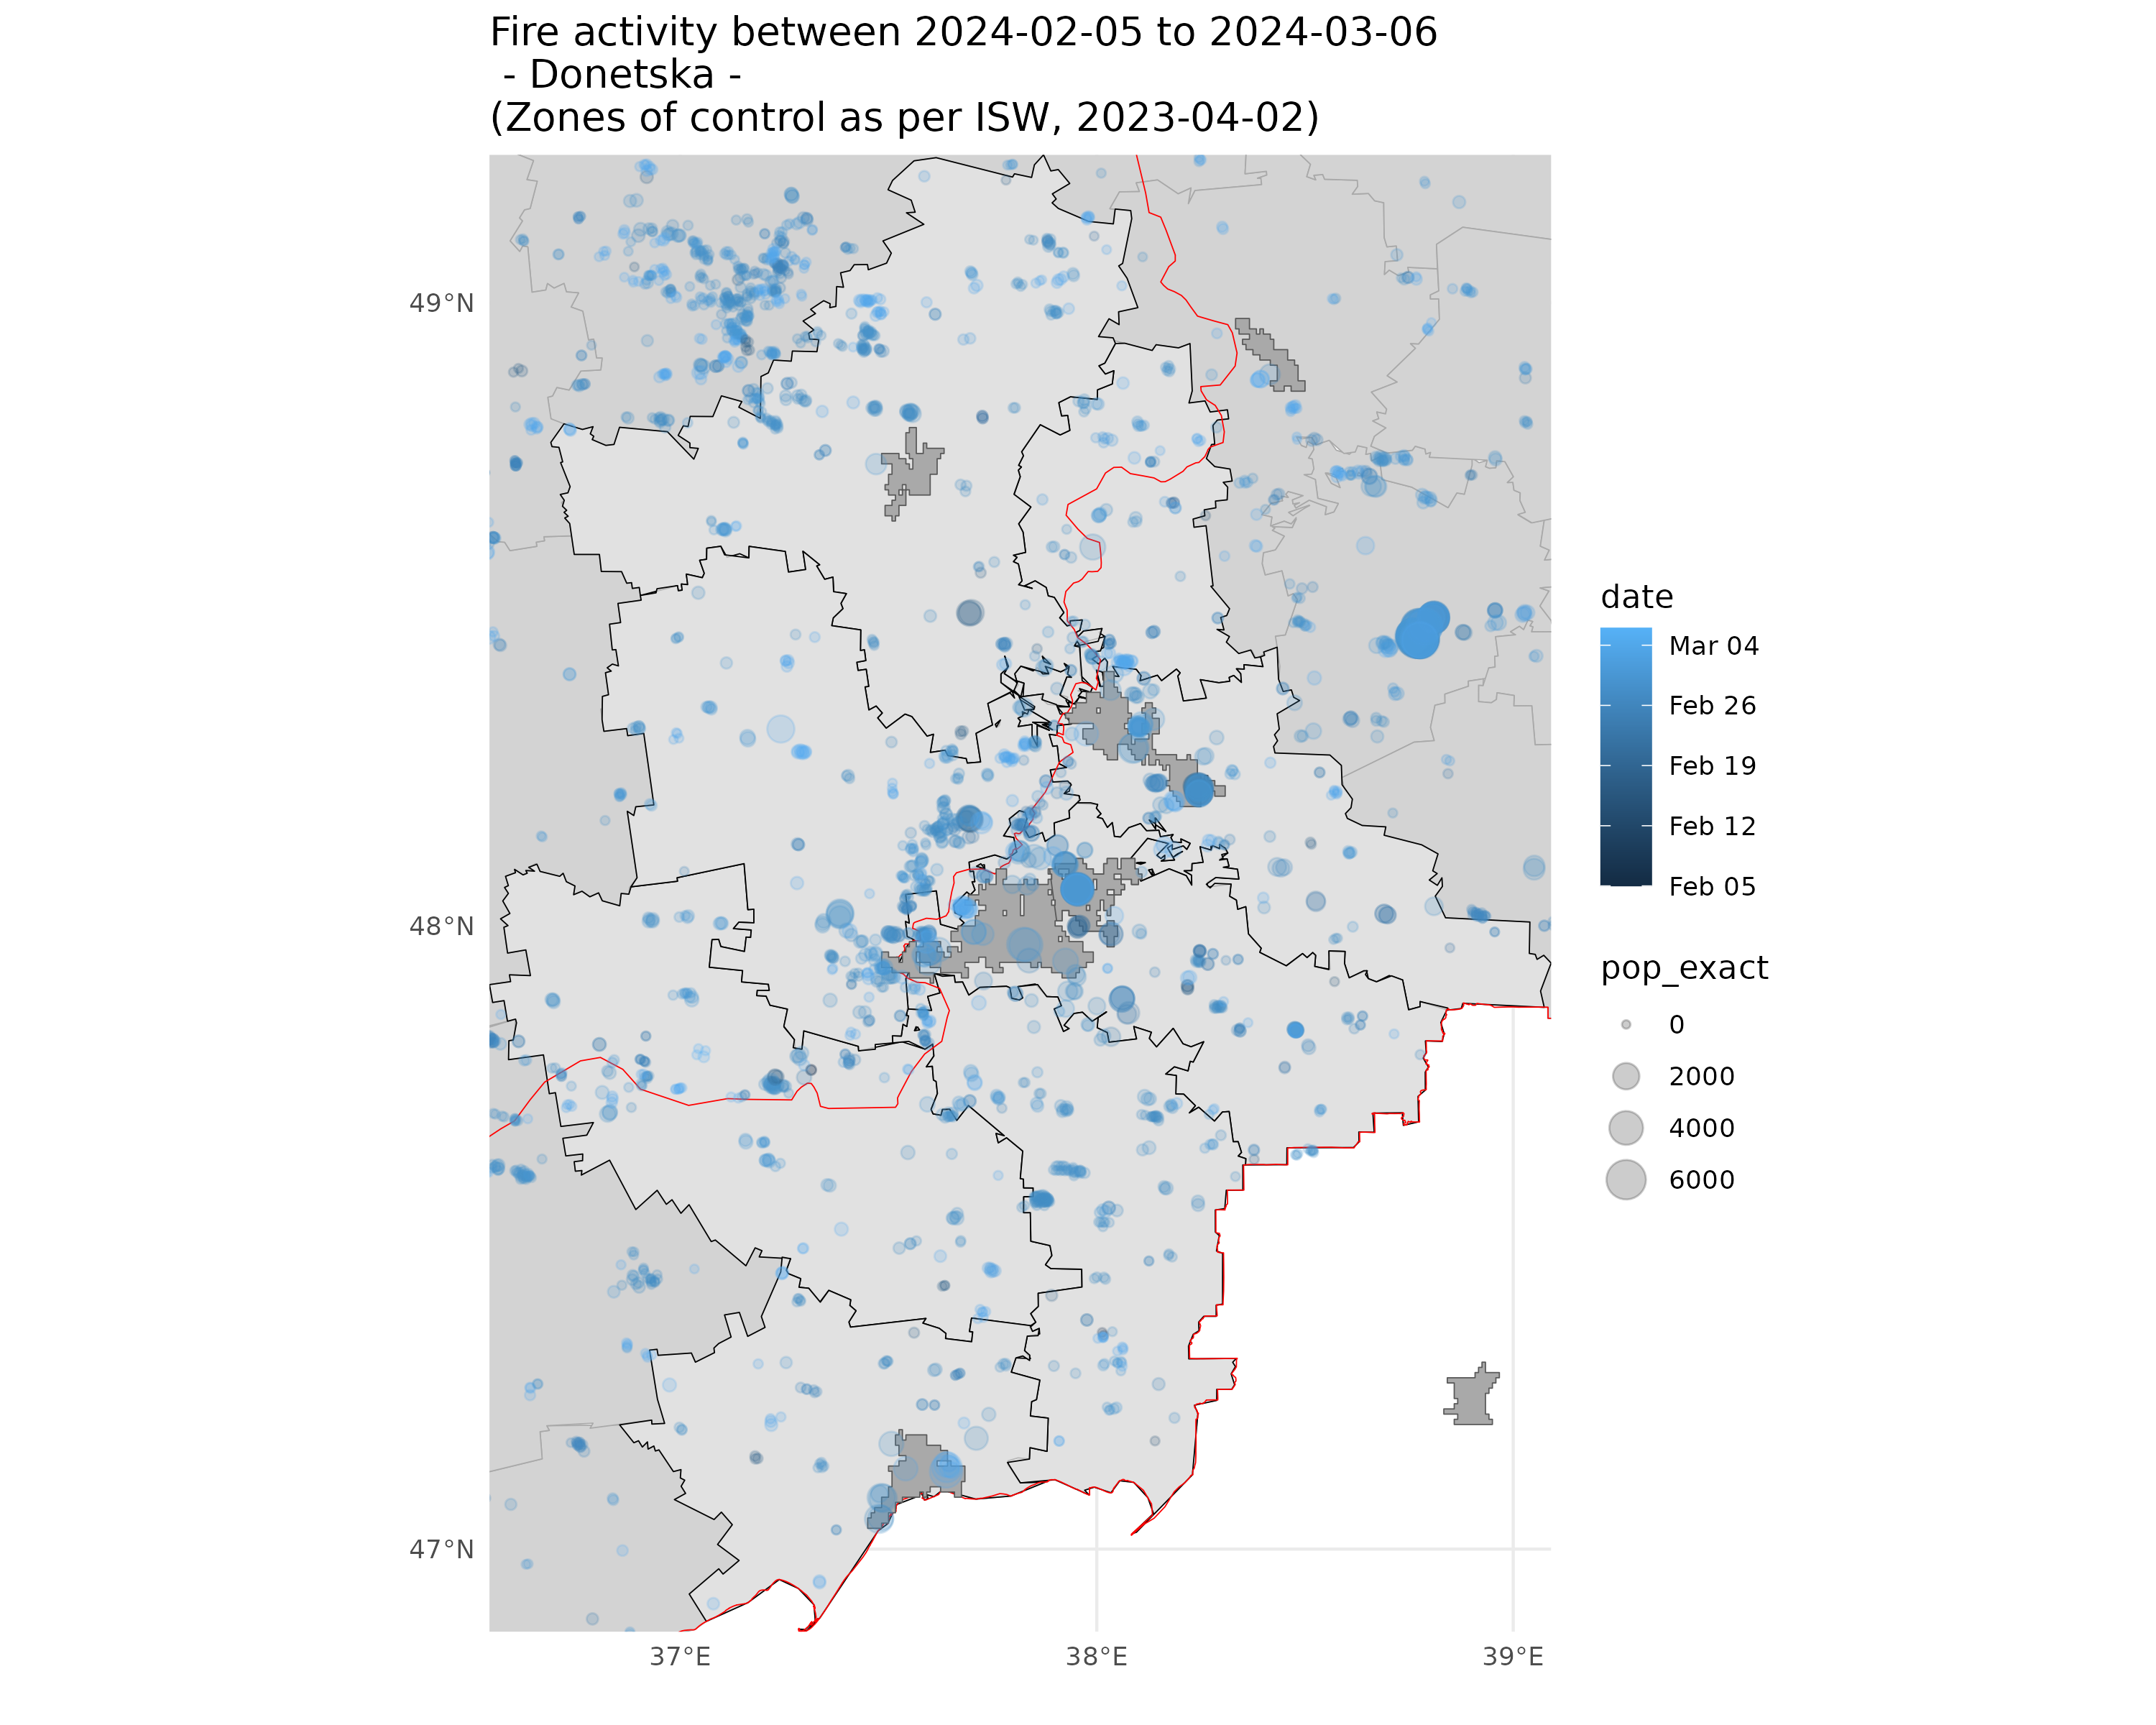 Fire activity between 2024-02-05 to 2024-03-06
- Donetska -
(Zones of control as per ISW, 2023-04-02)
49°N
48°N
47°N
37°E
38°E
39°E
date
Mar 04
Feb 26
Feb 19
Feb 12
Feb 05
pop_exact
0
2000
4000
6000